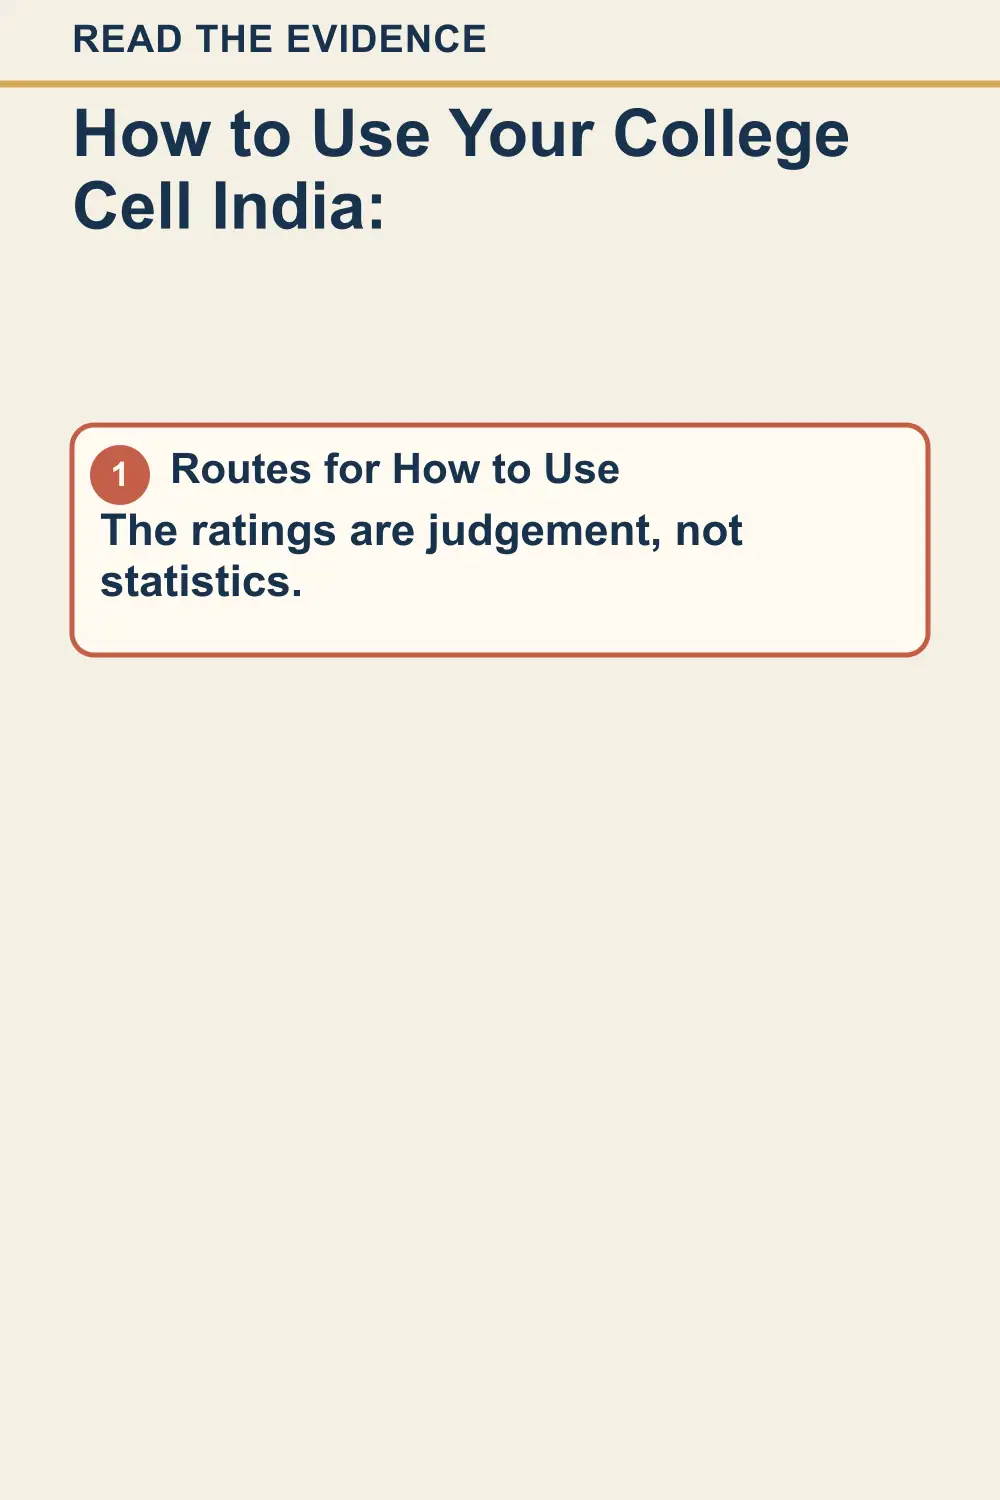 READ THE EVIDENCE
How to Use Your College
Cell India:
1 Routes for How to Use
The ratings are judgement, not
statistics.